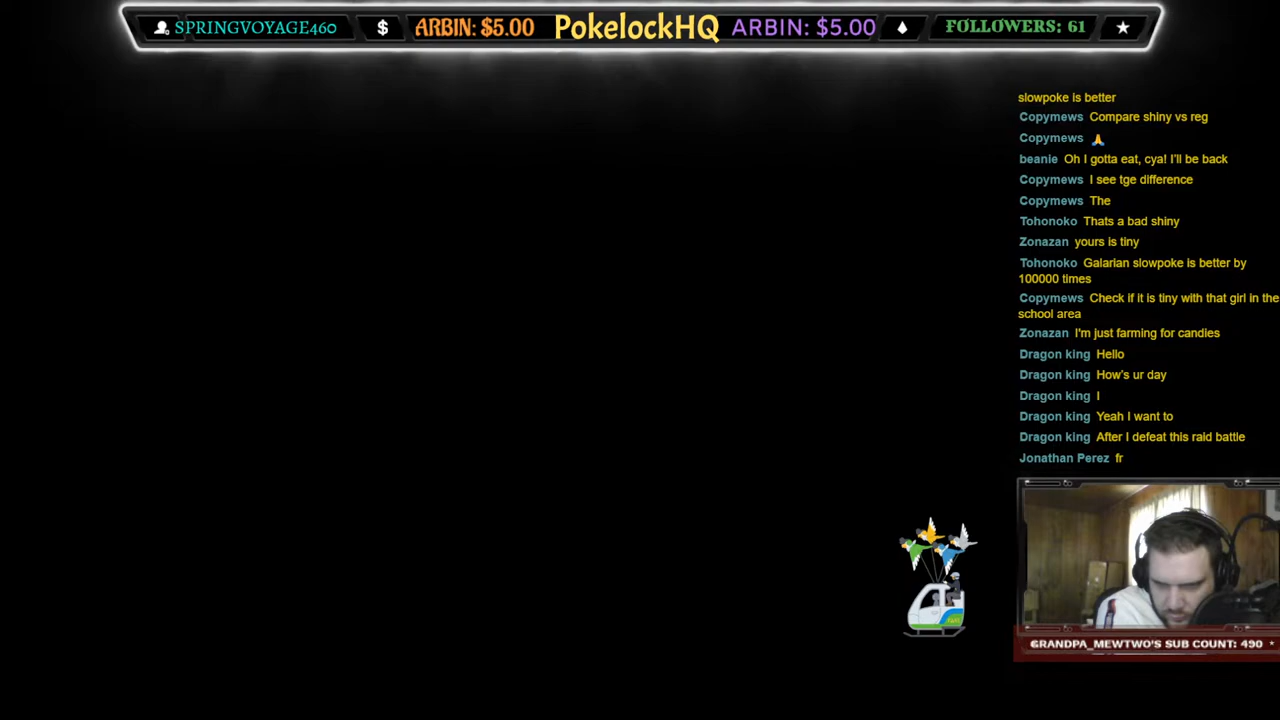 SPRINGVOYAGE460 $ ARBIN: $5.00 PokelockHQ ARBIN: $5.00 FOLLOWERS: 61
slowpoke is better
Copymews Compare shiny vs reg
Copymews 🙏
beanie Oh I gotta eat, cya! I'll be back
Copymews I see tge difference
Copymews The
Tohonoko Thats a bad shiny
Zonazan yours is tiny
Tohonoko Galarian slowpoke is better by
100000 times
Copymews Check if it is tiny with that girl in the
school area
Zonazan I'm just farming for candies
Dragon king Hello
Dragon king How's ur day
Dragon king I
Dragon king Yeah I want to
Dragon king After I defeat this raid battle
Jonathan Perez fr
TAXI
GRANDPA_MEWTWO'S SUB COUNT: 490 *